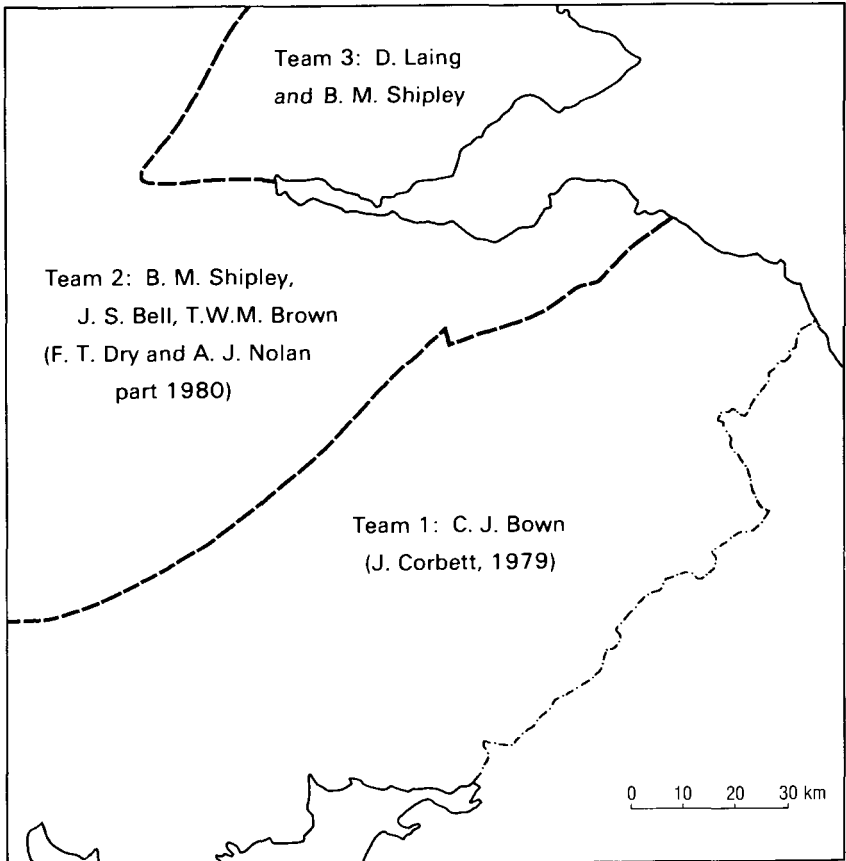 Team 3: D. Laing
and B. M. Shipley
Team 2: B. M. Shipley,
J. S. Bell, T.W.M. Brown
(F. T. Dry and A. J. Nolan
part 1980)
Team 1: C. J. Bown
(J. Corbett, 1979)
0 10 20 30 km